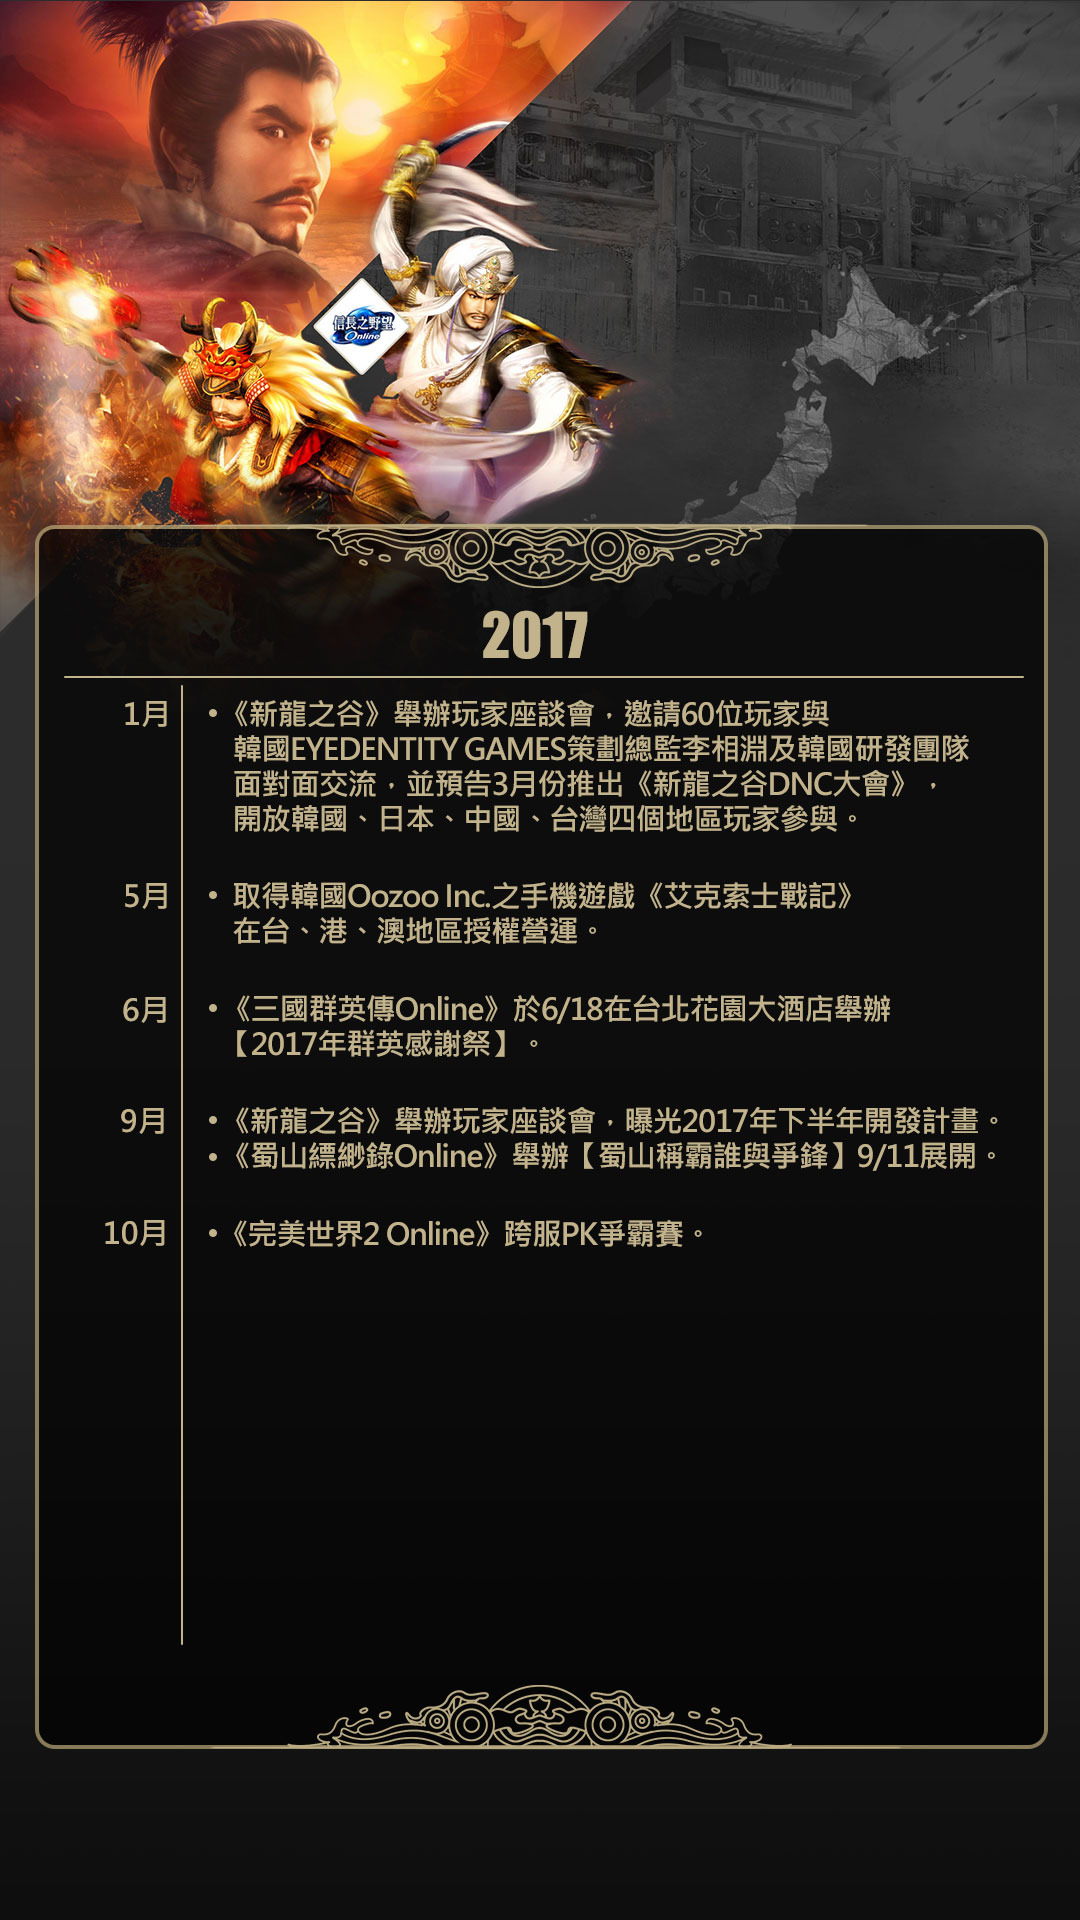 信長之野望
Online
2017
1月
•《新龍之谷》舉辦玩家座談會，邀請60位玩家與
韓國EYEDENTITY GAMES策劃總監李相淵及韓國研發團隊
面對面交流，並預告3月份推出《新龍之谷DNC大會》，
開放韓國、日本、中國、台灣四個地區玩家參與。
5月
• 取得韓國Oozoo Inc.之手機遊戲《艾克索士戰記》
在台、港、澳地區授權營運。
6月
•《三國群英傳Online》於6/18在台北花園大酒店舉辦
【2017年群英感謝祭】。
9月
•《新龍之谷》舉辦玩家座談會，曝光2017年下半年開發計畫。
•《蜀山縹緲錄Online》舉辦【蜀山稱霸誰與爭鋒】9/11展開。
10月
•《完美世界2 Online》跨服PK爭霸賽。